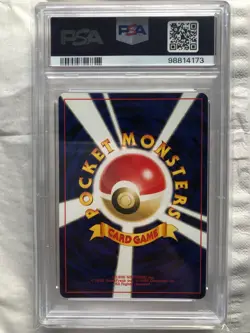 PSA
PSA
98814173
POCKET MONSTERS
CARD GAME